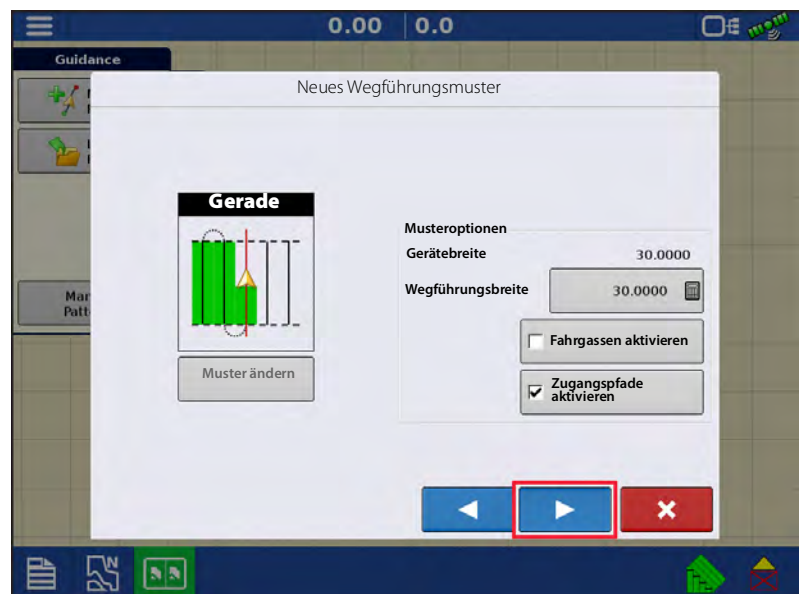 0.00 0.0
Guidance
Neues Wegführungsmuster
Gerade
Musteroptionen
Gerätebreite 30.0000
Wegführungsbreite 30.0000
Fahrgassen aktivieren
Muster ändern
Zugangspfade
aktivieren
Mar
Patt
N